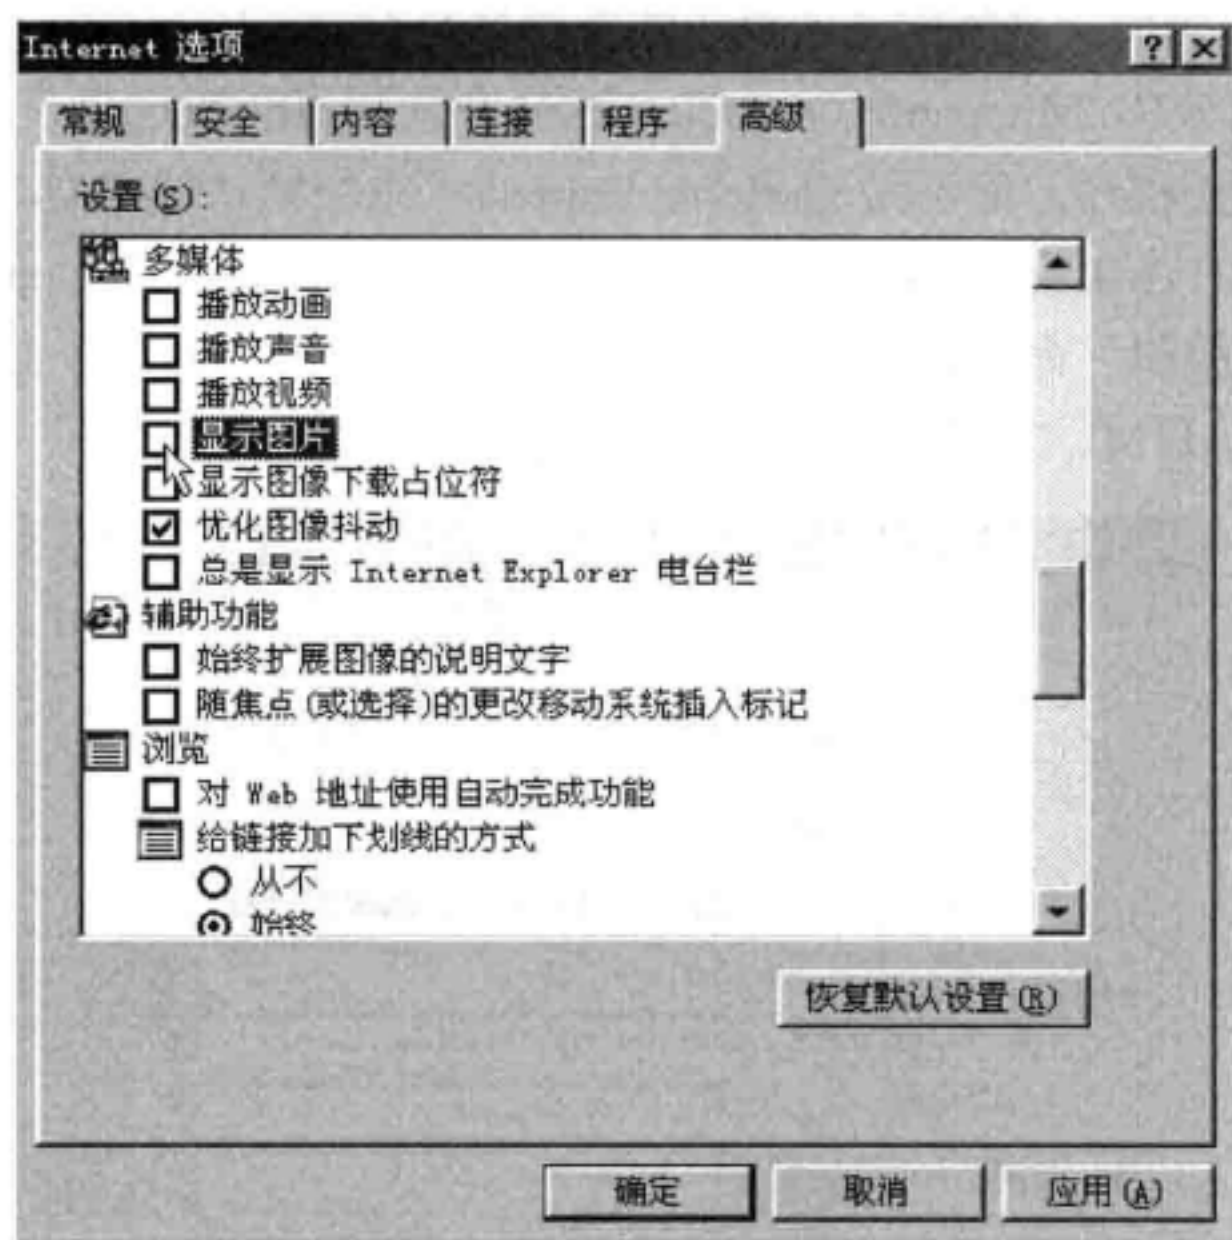 Internet 选项
常规 安全 内容 连接 程序 高级
设置(S):
多媒体
播放动画
播放声音
播放视频
显示图片
显示图像下载占位符
优化图像抖动
总是显示 Internet Explorer 电台栏
辅助功能
始终扩展图像的说明文字
随焦点(或选择)的更改移动系统插入标记
浏览
对 Web 地址使用自动完成功能
给链接加下划线的方式
从不
始终
恢复默认设置(R)
确定 取消 应用(A)